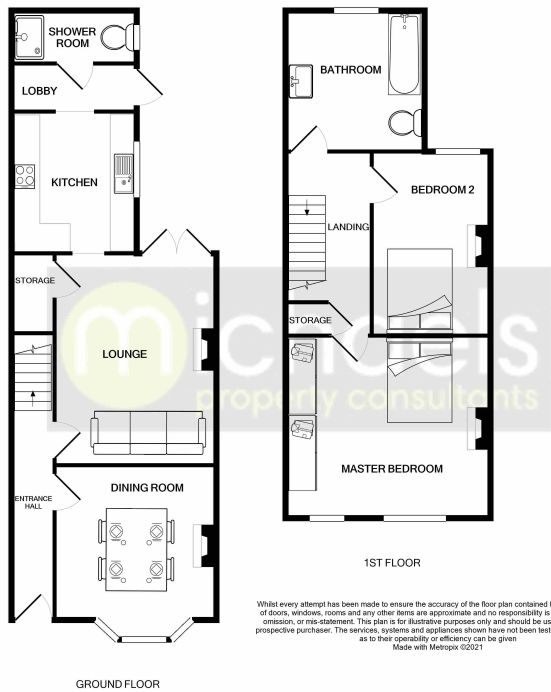 SHOWER
ROOM
LOBBY
KITCHEN
STORAGE
LOUNGE
ENTRANCE
HALL
DINING ROOM
GROUND FLOOR
BATHROOM
BEDROOM 2
LANDING
STORAGE
MASTER BEDROOM
1ST FLOOR
michaels
property consultants
Whilst every attempt has been made to ensure the accuracy of the floor plan contained
of doors, windows, rooms and any other items are approximate and no responsibility is
omission, or mis-statement. This plan is for illustrative purposes only and should be us
prospective purchaser. The services, systems and appliances shown have not been test
as to their operability or efficiency can be given
Made with Metropix ©2021